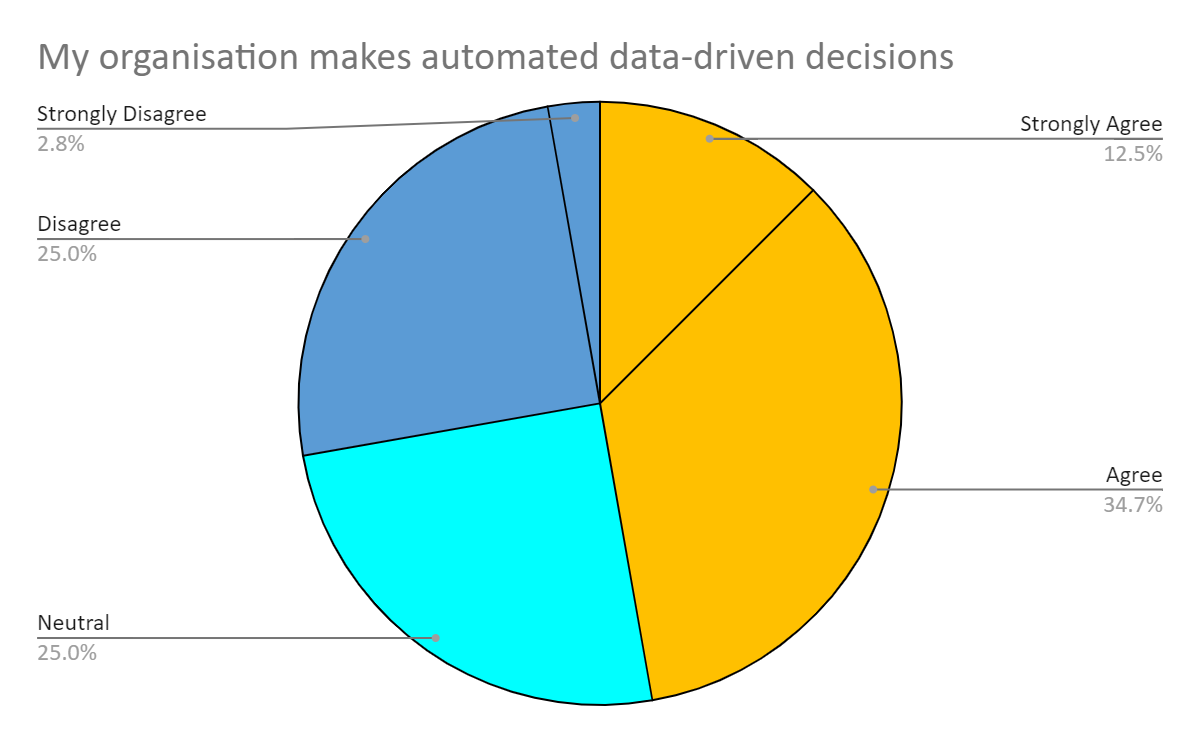 My organisation makes automated data-driven decisions
Strongly Disagree
2.8%
Strongly Agree
12.5%
Disagree
25.0%
Agree
34.7%
Neutral
25.0%